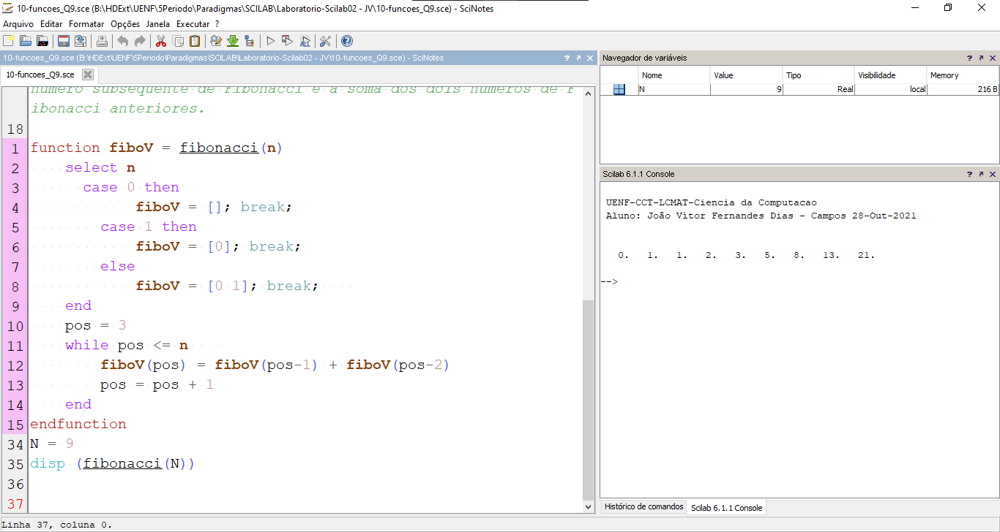 10-funcoes_Q9.sce (B:\HDExt\UENF\5Periodo\Paradigmas\SCILAB\Laboratorio-Scilab02 - JV\10-funcoes_Q9.sce) - SciNotes
Arquivo Editar Formatar Opções Janela Executar ?
10-funcoes_Q9.sce (B:\HDExt\UENF\5Periodo\Paradigmas\SCILAB\Laboratorio-Scilab02 - JV\10-funcoes_Q9.sce) - SciNotes
10-funcoes_Q9.sce
numero subsequente de Fibonacci e a soma dos dois numeros de F
ibonacci anteriores.
18
1 function fiboV = fibonacci(n)
2 select n
3 case 0 then
4 fiboV = []; break;
5 case 1 then
6 fiboV = [0]; break;
7 else
8 fiboV = [0 1]; break;
9 end
10 pos = 3
11 while pos <= n
12 fiboV(pos) = fiboV(pos-1) + fiboV(pos-2)
13 pos = pos + 1
14 end
15 endfunction
34 N = 9
35 disp (fibonacci(N))
36
37
Linha 37, coluna 0.
Navegador de variáveis
Nome Value Tipo Visibilidade Memory
N 9 Real local 216 B
Scilab 6.1.1 Console
UENF-CCT-LCMAT-Ciencia da Computacao
Aluno: João Vítor Fernandes Dias - Campos 28-Out-2021
0. 1. 1. 2. 3. 5. 8. 13. 21.
-->
Histórico de comandos Scilab 6.1.1 Console